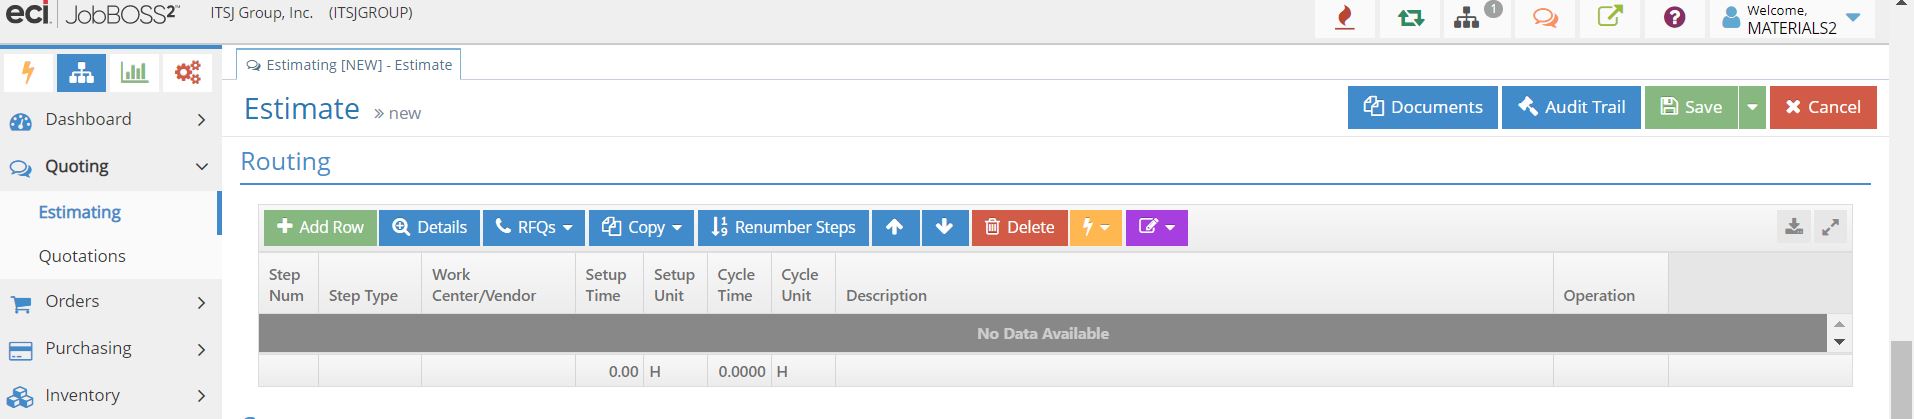 eci JobBOSS²™ ITSJ Group, Inc. (ITSJGROUP) 1 Welcome, MATERIALS2
Estimating [NEW] - Estimate
Estimate » new Documents Audit Trail Save Cancel
Dashboard
Quoting
Estimating
Quotations
Orders
Purchasing
Inventory
Routing
Add Row Details RFQs Copy Renumber Steps Delete
Step Num Step Type Work Center/Vendor Setup Time Setup Unit Cycle Time Cycle Unit Description Operation
No Data Available
0.00 H 0.0000 H